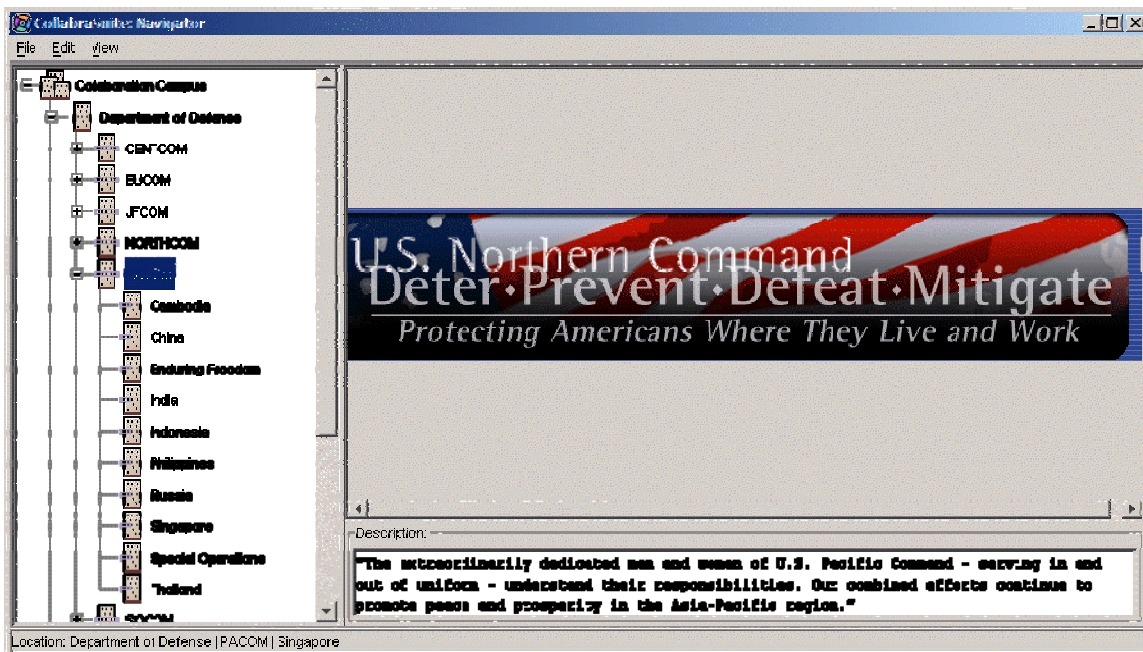 CollabraSuite: Navigator
File Edit View
Collaboration Campus
Department of Defense
CENTCOM
EUCOM
JFCOM
NORTHCOM
Cambodia
China
Enduring Freedom
India
Indonesia
Philippines
Russia
Singapore
Special Operations
Thailand
SOCOM
U.S. Northern Command
Deter•Prevent•Defeat•Mitigate
Protecting Americans Where They Live and Work
Description:
"The extraordinarily dedicated men and women of U.S. Pacific Command - serving in and
out of uniform - understand their responsibilities. Our combined efforts continue to
promote peace and prosperity in the Asia-Pacific region."
Location: Department of Defense | PACOM | Singapore